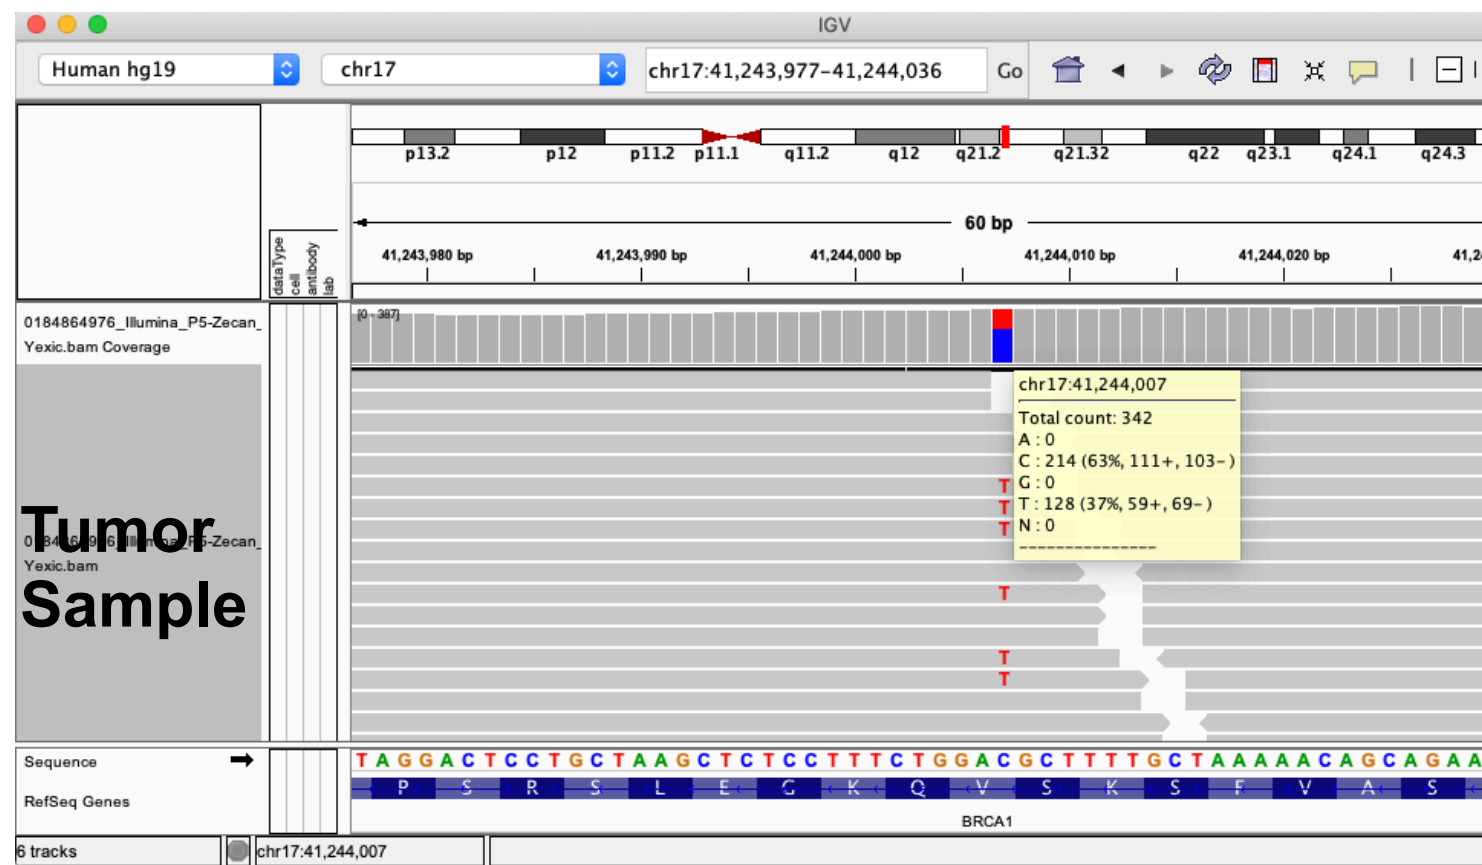 IGV
Human hg19 chr17 chr17:41,243,977-41,244,036 Go
p13.2 p12 p11.2 p11.1 q11.2 q12 q21.2 q21.32 q22 q23.1 q24.1 q24.3
60 bp
41,243,980 bp 41,243,990 bp 41,244,000 bp 41,244,010 bp 41,244,020 bp 41,2
dataType
cell
antibody
lab
0184864976_Illumina_P5-Zecan_
Yexic.bam Coverage
[0 - 387]
chr17:41,244,007
Total count: 342
A : 0
C : 214 (63%, 111+, 103- )
G : 0
T : 128 (37%, 59+, 69- )
N : 0
---------------
T
T
T
T
T
T
Tumor
Yexic.bam
Sample
Sequence
T A G G A C T C C T G C T A A G C T C T C C T T T C T G G A C G C T T T T G C T A A A A A C A G C A G A A
RefSeq Genes
P S R S L E G K Q V S K S F V A S
BRCA1
6 tracks chr17:41,244,007